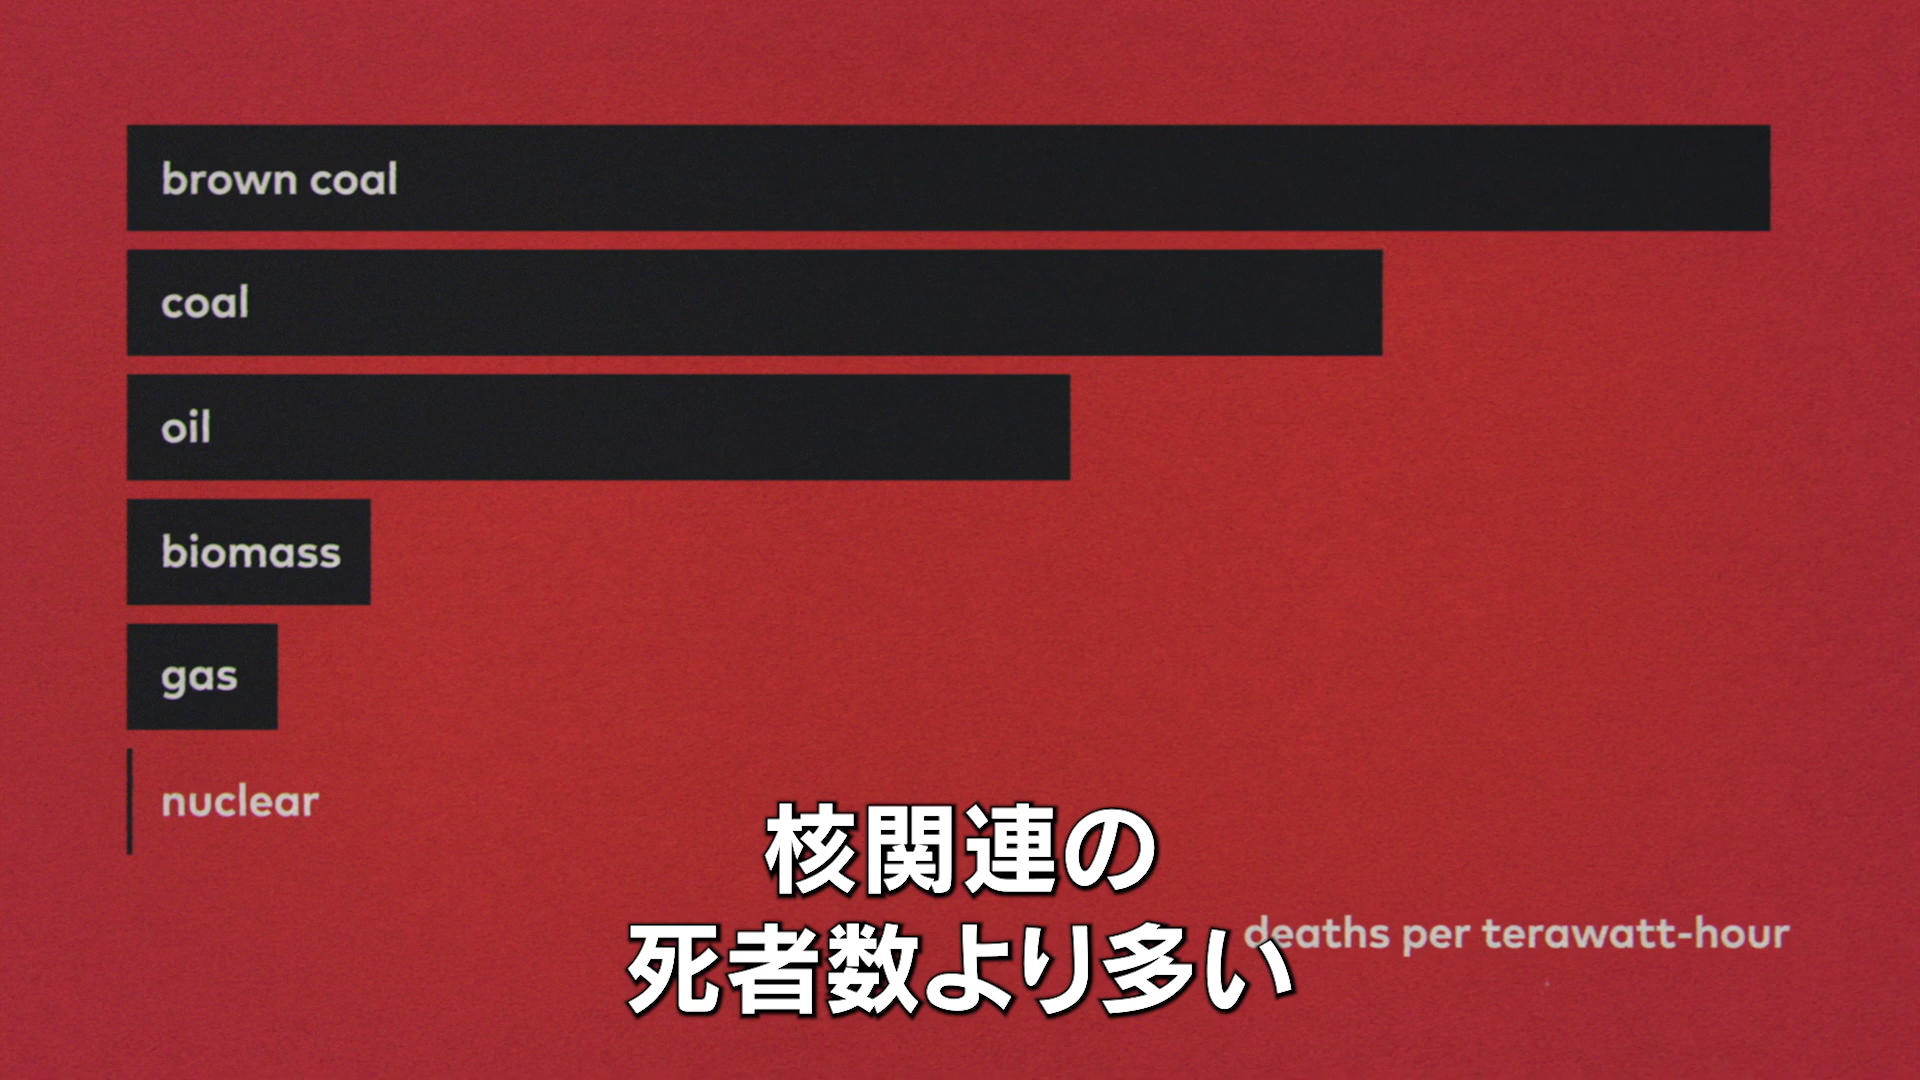 brown coal
coal
oil
biomass
gas
nuclear
核関連の
死者数より多い
deaths per terawatt-hour